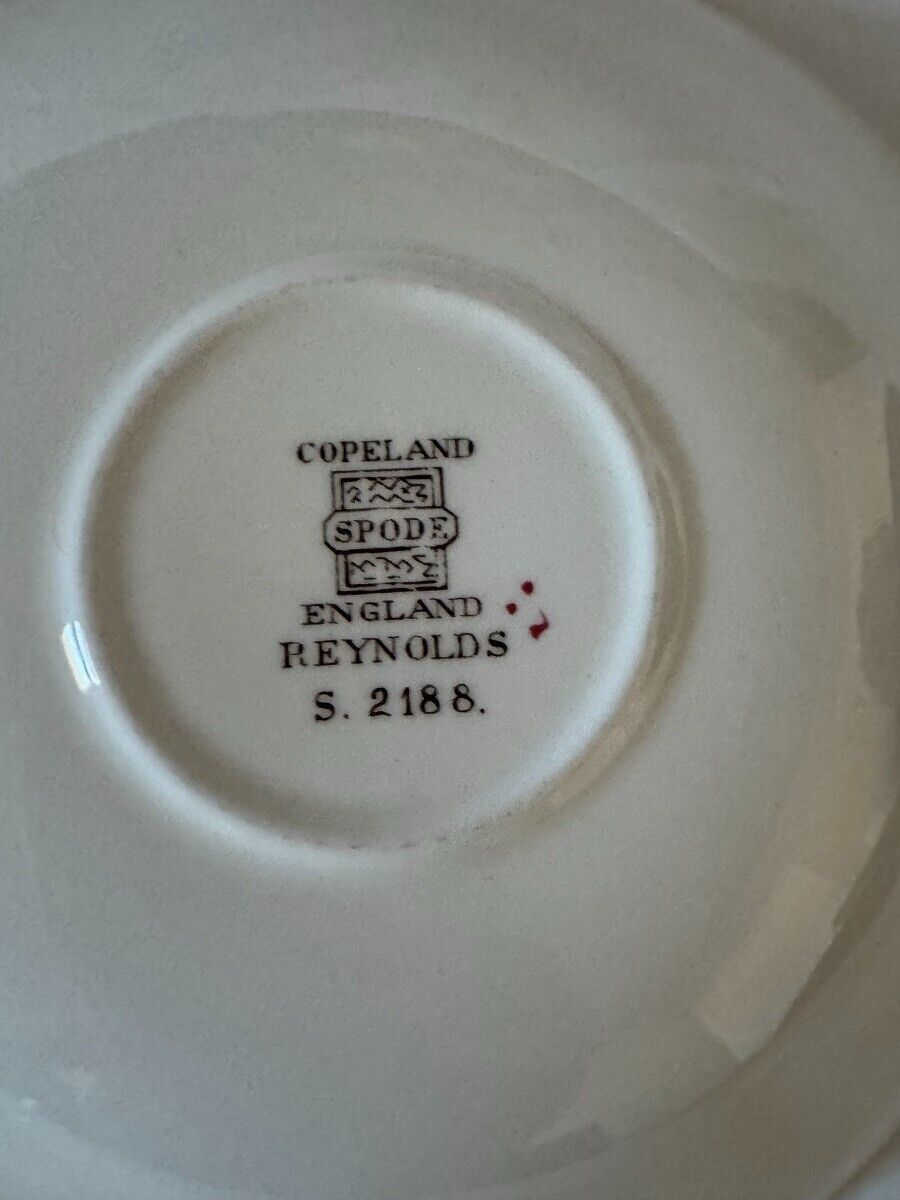 COPELAND
SPODE
ENGLAND
REYNOLDS
S. 2188.